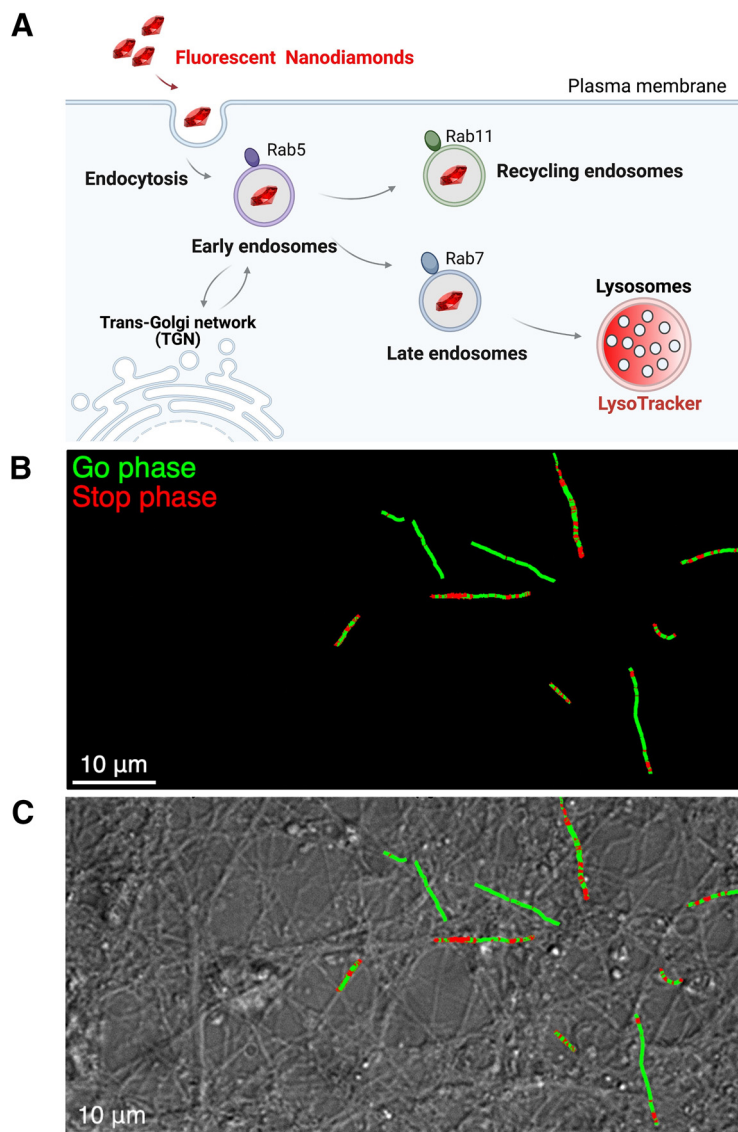 A
Fluorescent Nanodiamonds
Plasma membrane
Rab5
Rab11
Endocytosis
Recycling endosomes
Early endosomes
Rab7
Trans-Golgi network
(TGN)
Late endosomes
Lysosomes
LysoTracker
B
Go phase
Stop phase
10 μm
C
10 μm